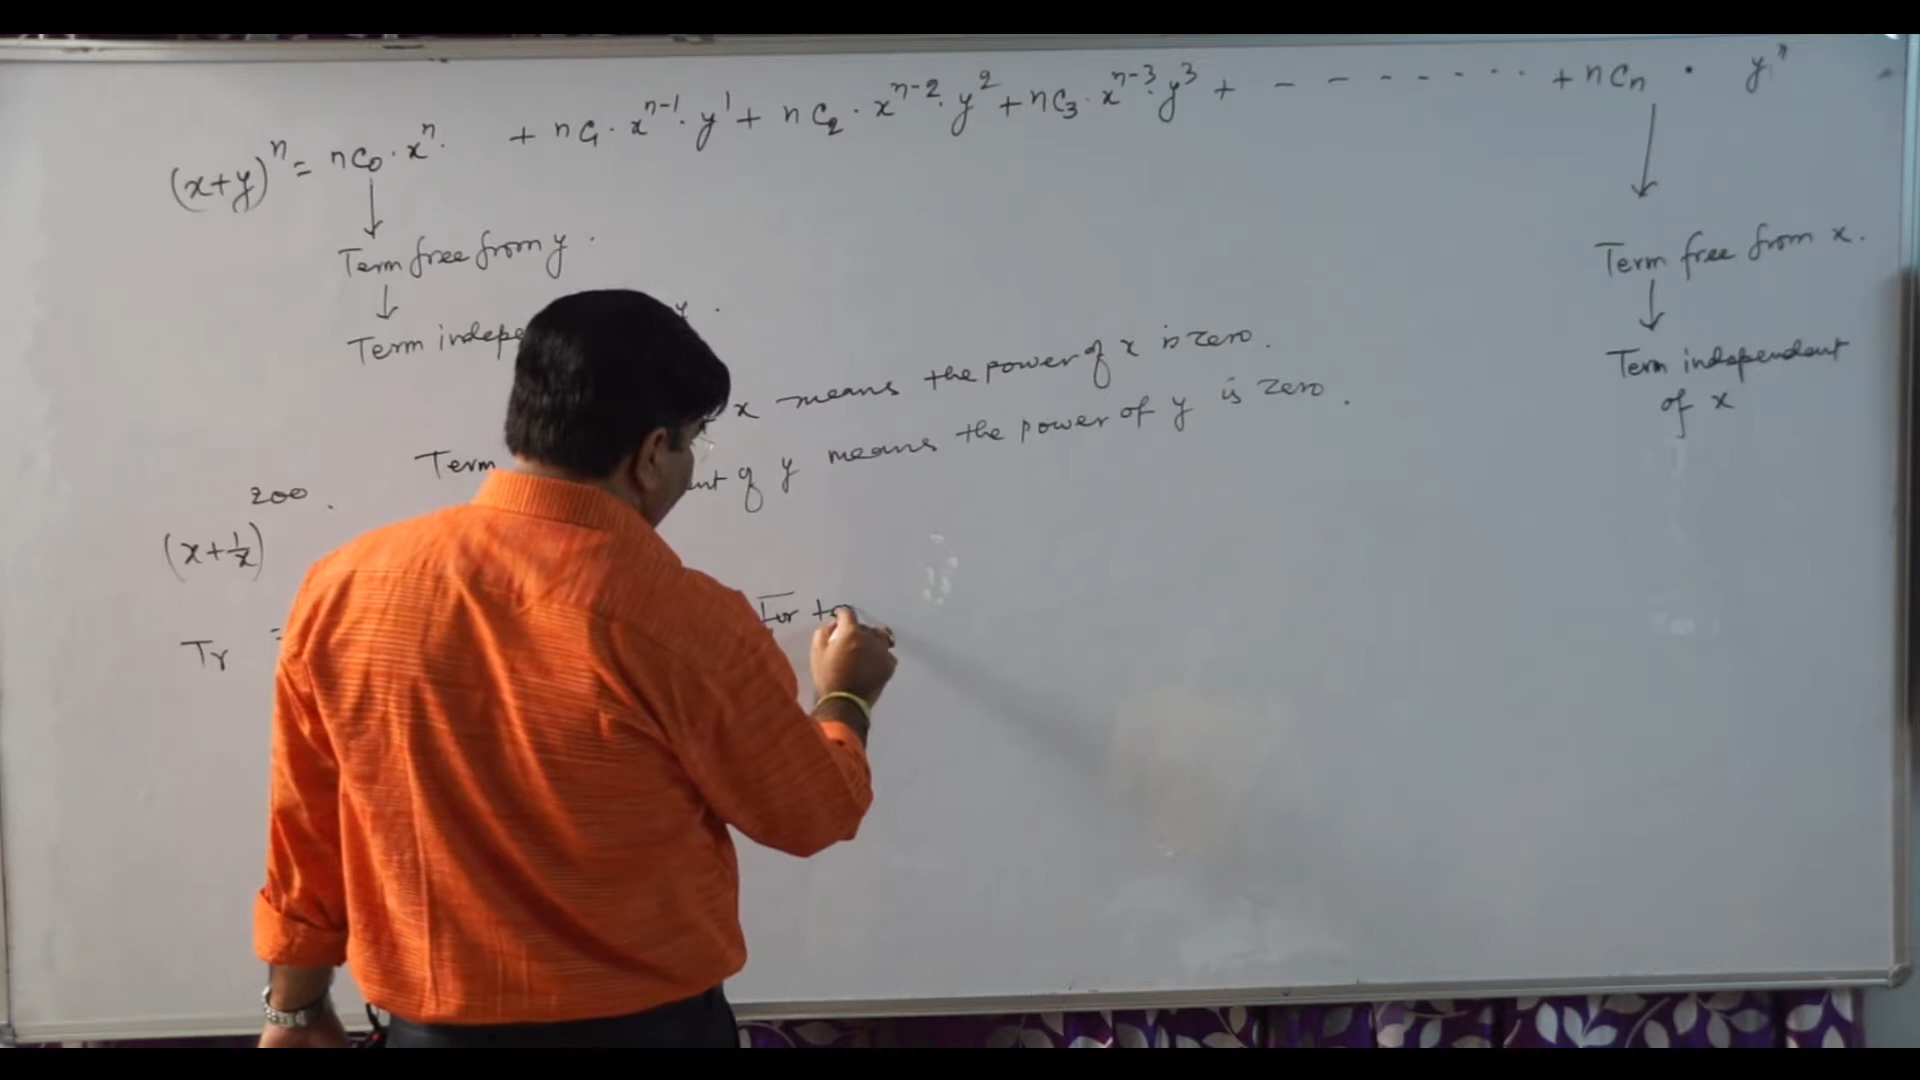 (x+y)ⁿ = nC₀ · xⁿ · + nC₁ · xⁿ⁻¹ · y¹ + nC₂ · xⁿ⁻² · y² + nC₃ · xⁿ⁻³ · y³ + - - - - - - · · + nCₙ · yⁿ
↓ ↓
Term free from y. Term free from x.
↓ ↓
Term indepe y. Term independent
of x
x means the power of x is zero.
Term nt of y means the power of y is zero.
200
(x + 1/x) .
For
Tr =